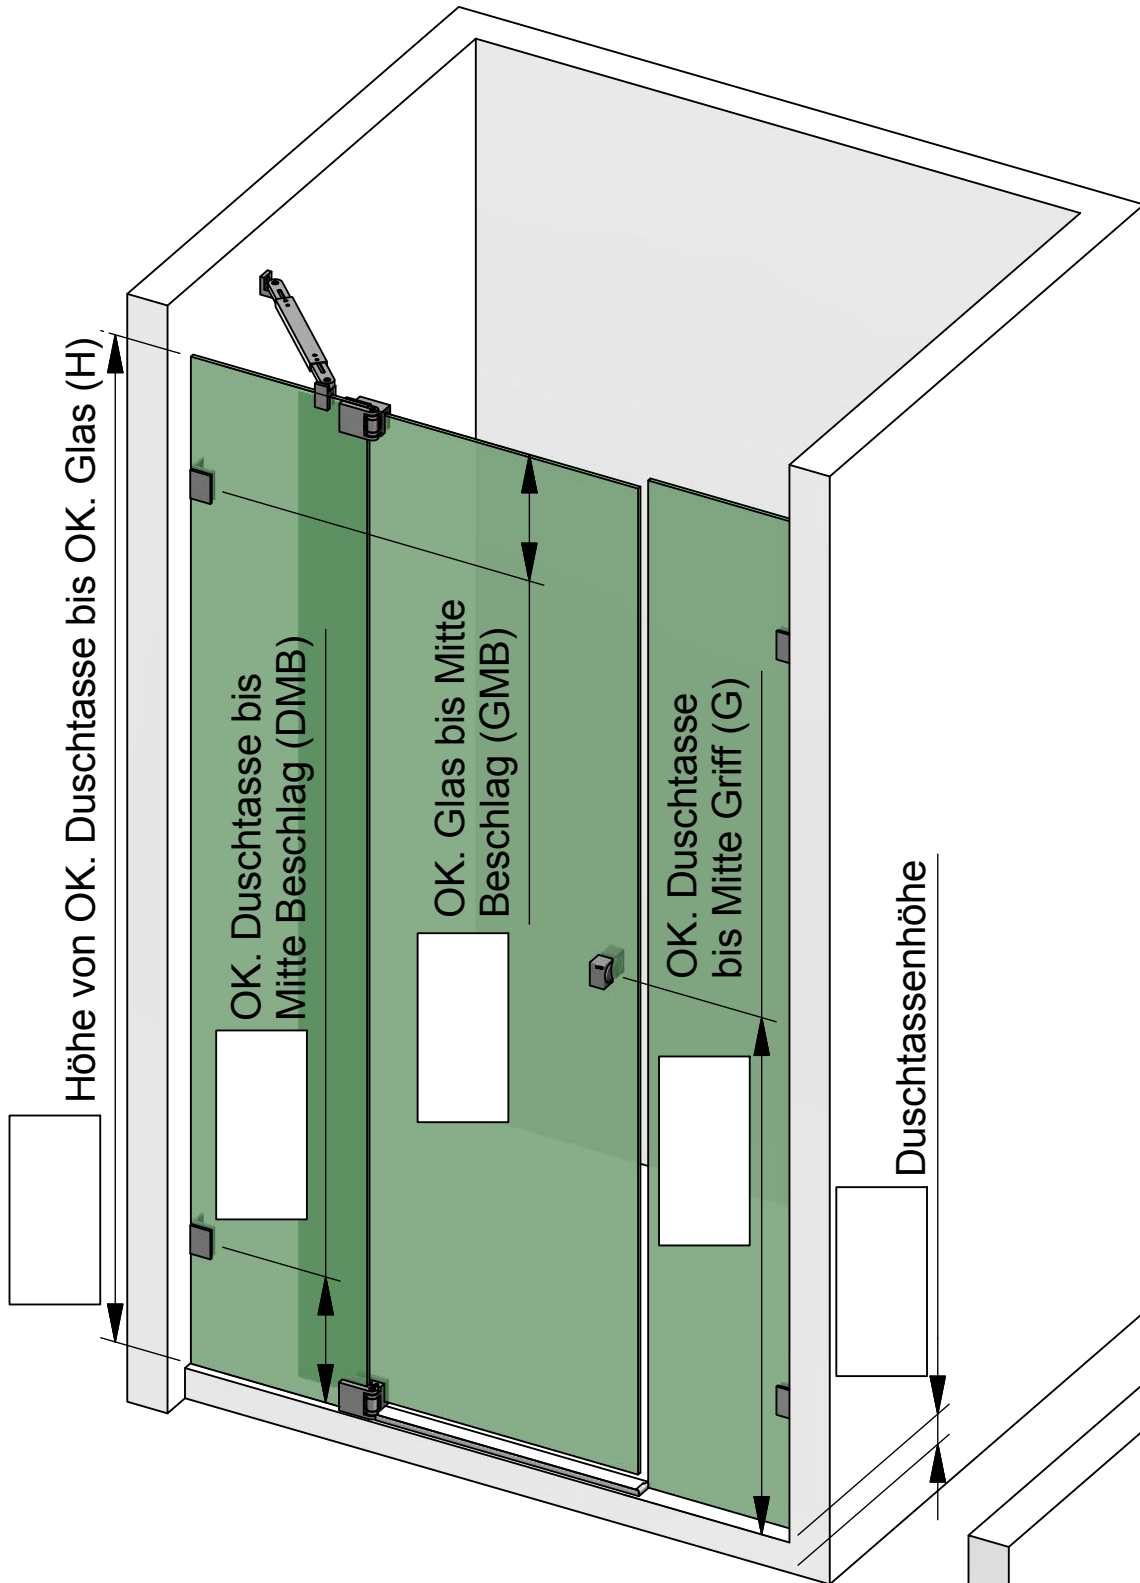 Höhe von OK. Duschtasse bis OK. Glas (H)
OK. Duschtasse bis
Mitte Beschlag (DMB)
OK. Glas bis Mitte
Beschlag (GMB)
OK. Duschtasse
bis Mitte Griff (G)
Duschtassenhöhe